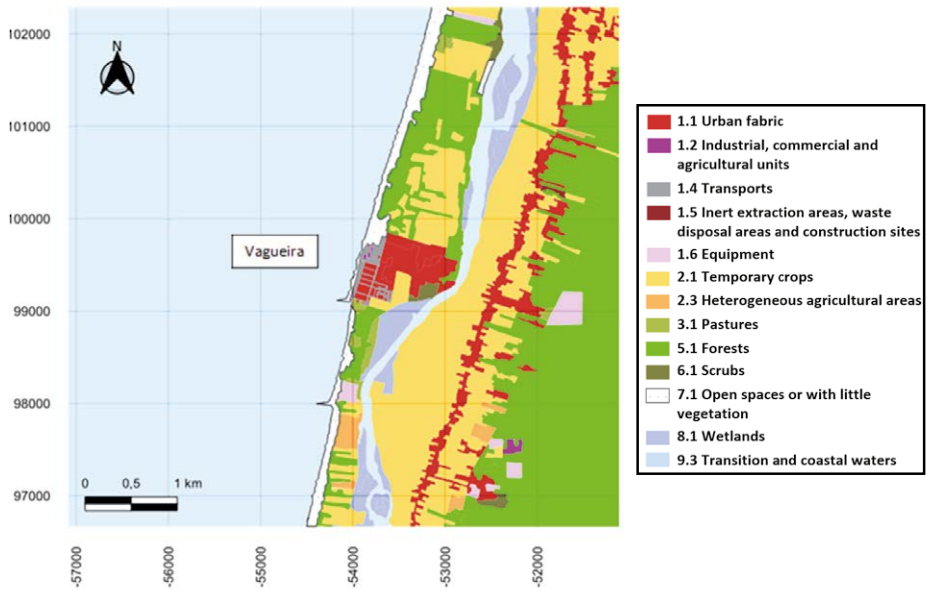 102000
101000
100000
99000
98000
97000
N
Vagueira
0 0,5 1 km
-57000
-56000
-55000
-54000
-53000
-52000
1.1 Urban fabric
1.2 Industrial, commercial and
agricultural units
1.4 Transports
1.5 Inert extraction areas, waste
disposal areas and construction sites
1.6 Equipment
2.1 Temporary crops
2.3 Heterogeneous agricultural areas
3.1 Pastures
5.1 Forests
6.1 Scrubs
7.1 Open spaces or with little
vegetation
8.1 Wetlands
9.3 Transition and coastal waters